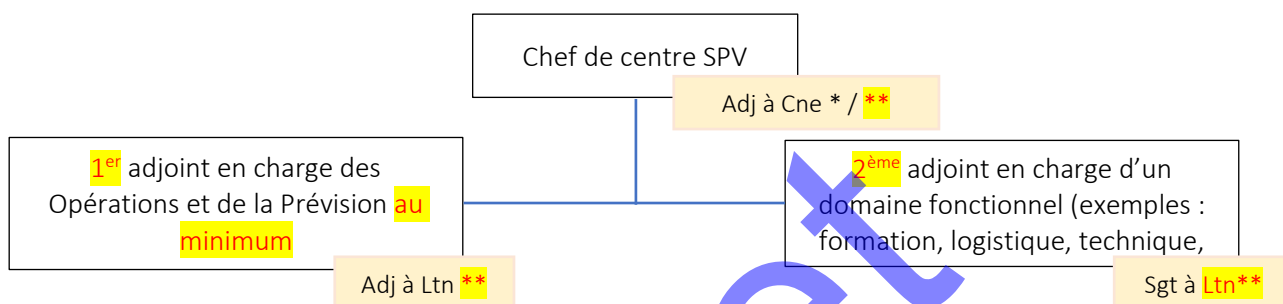 Chef de centre SPV
Adj à Cne * / **
1er adjoint en charge des
Opérations et de la Prévision au
minimum
Adj à Ltn **
2ème adjoint en charge d’un
domaine fonctionnel (exemples :
formation, logistique, technique,
Sgt à Ltn**